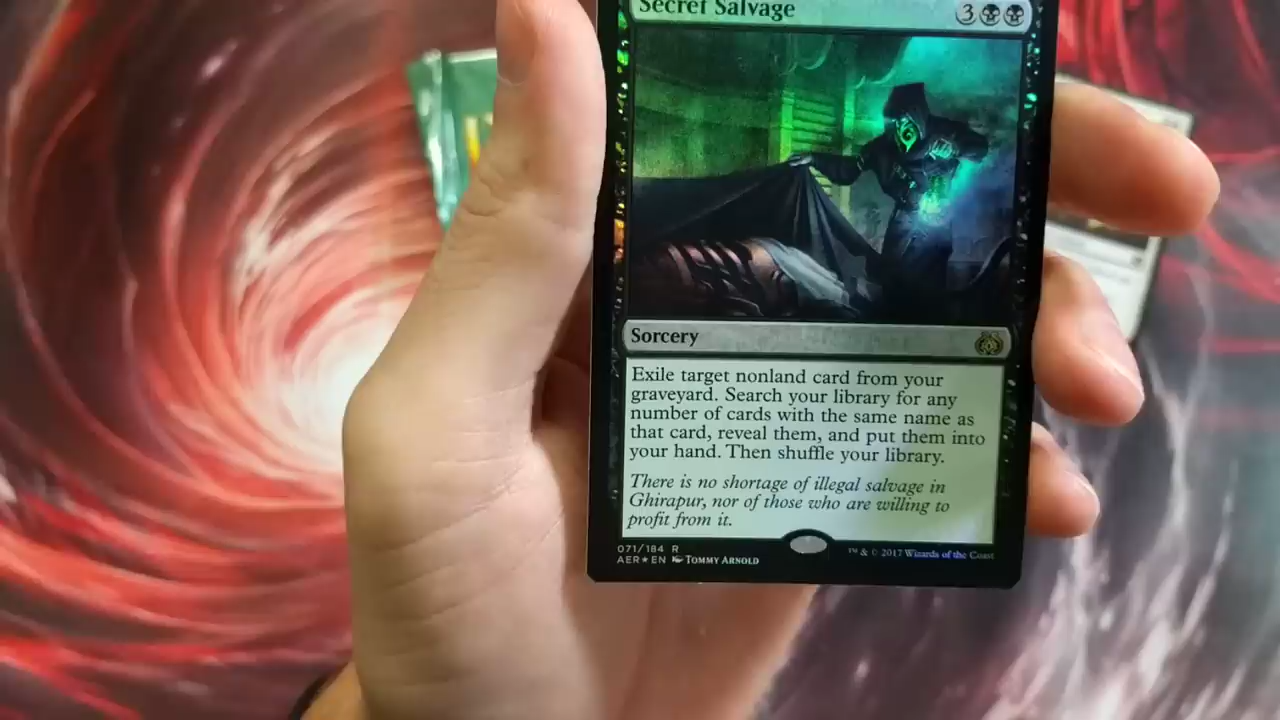 Secret Salvage 3
Sorcery
Exile target nonland card from your
graveyard. Search your library for any
number of cards with the same name as
that card, reveal them, and put them into
your hand. Then shuffle your library.
There is no shortage of illegal salvage in
Ghirapur, nor of those who are willing to
profit from it.
071/184 R
AER★EN TOMMY ARNOLD
™ & © 2017 Wizards of the Coast